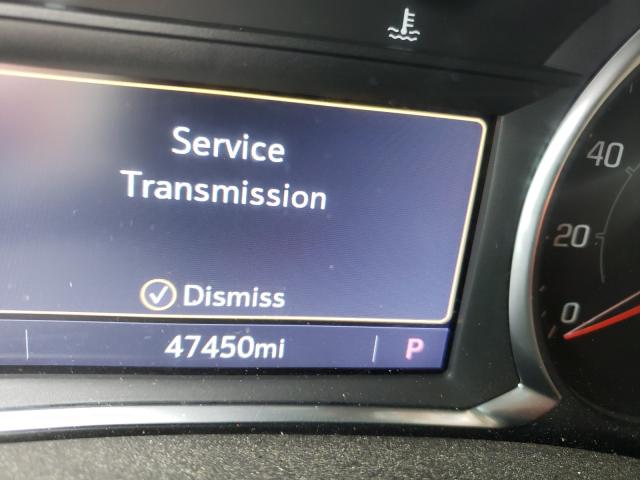 Service
Transmission
Dismiss
47450mi P
40
20
0